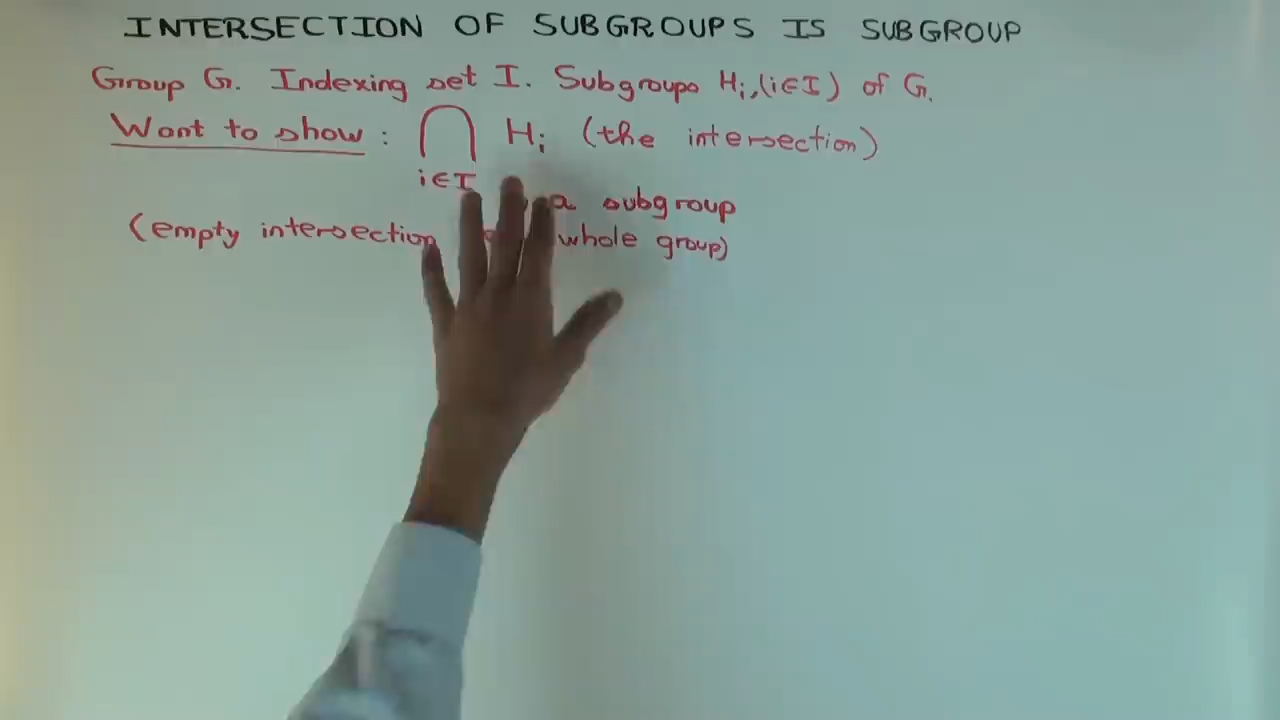 INTERSECTION OF SUBGROUPS IS SUBGROUP
Group G. Indexing set I. Subgroups Hi, (i∈I) of G.
Want to show: ⋂ Hi (the intersection)
i∈I
a subgroup
(empty intersection whole group)